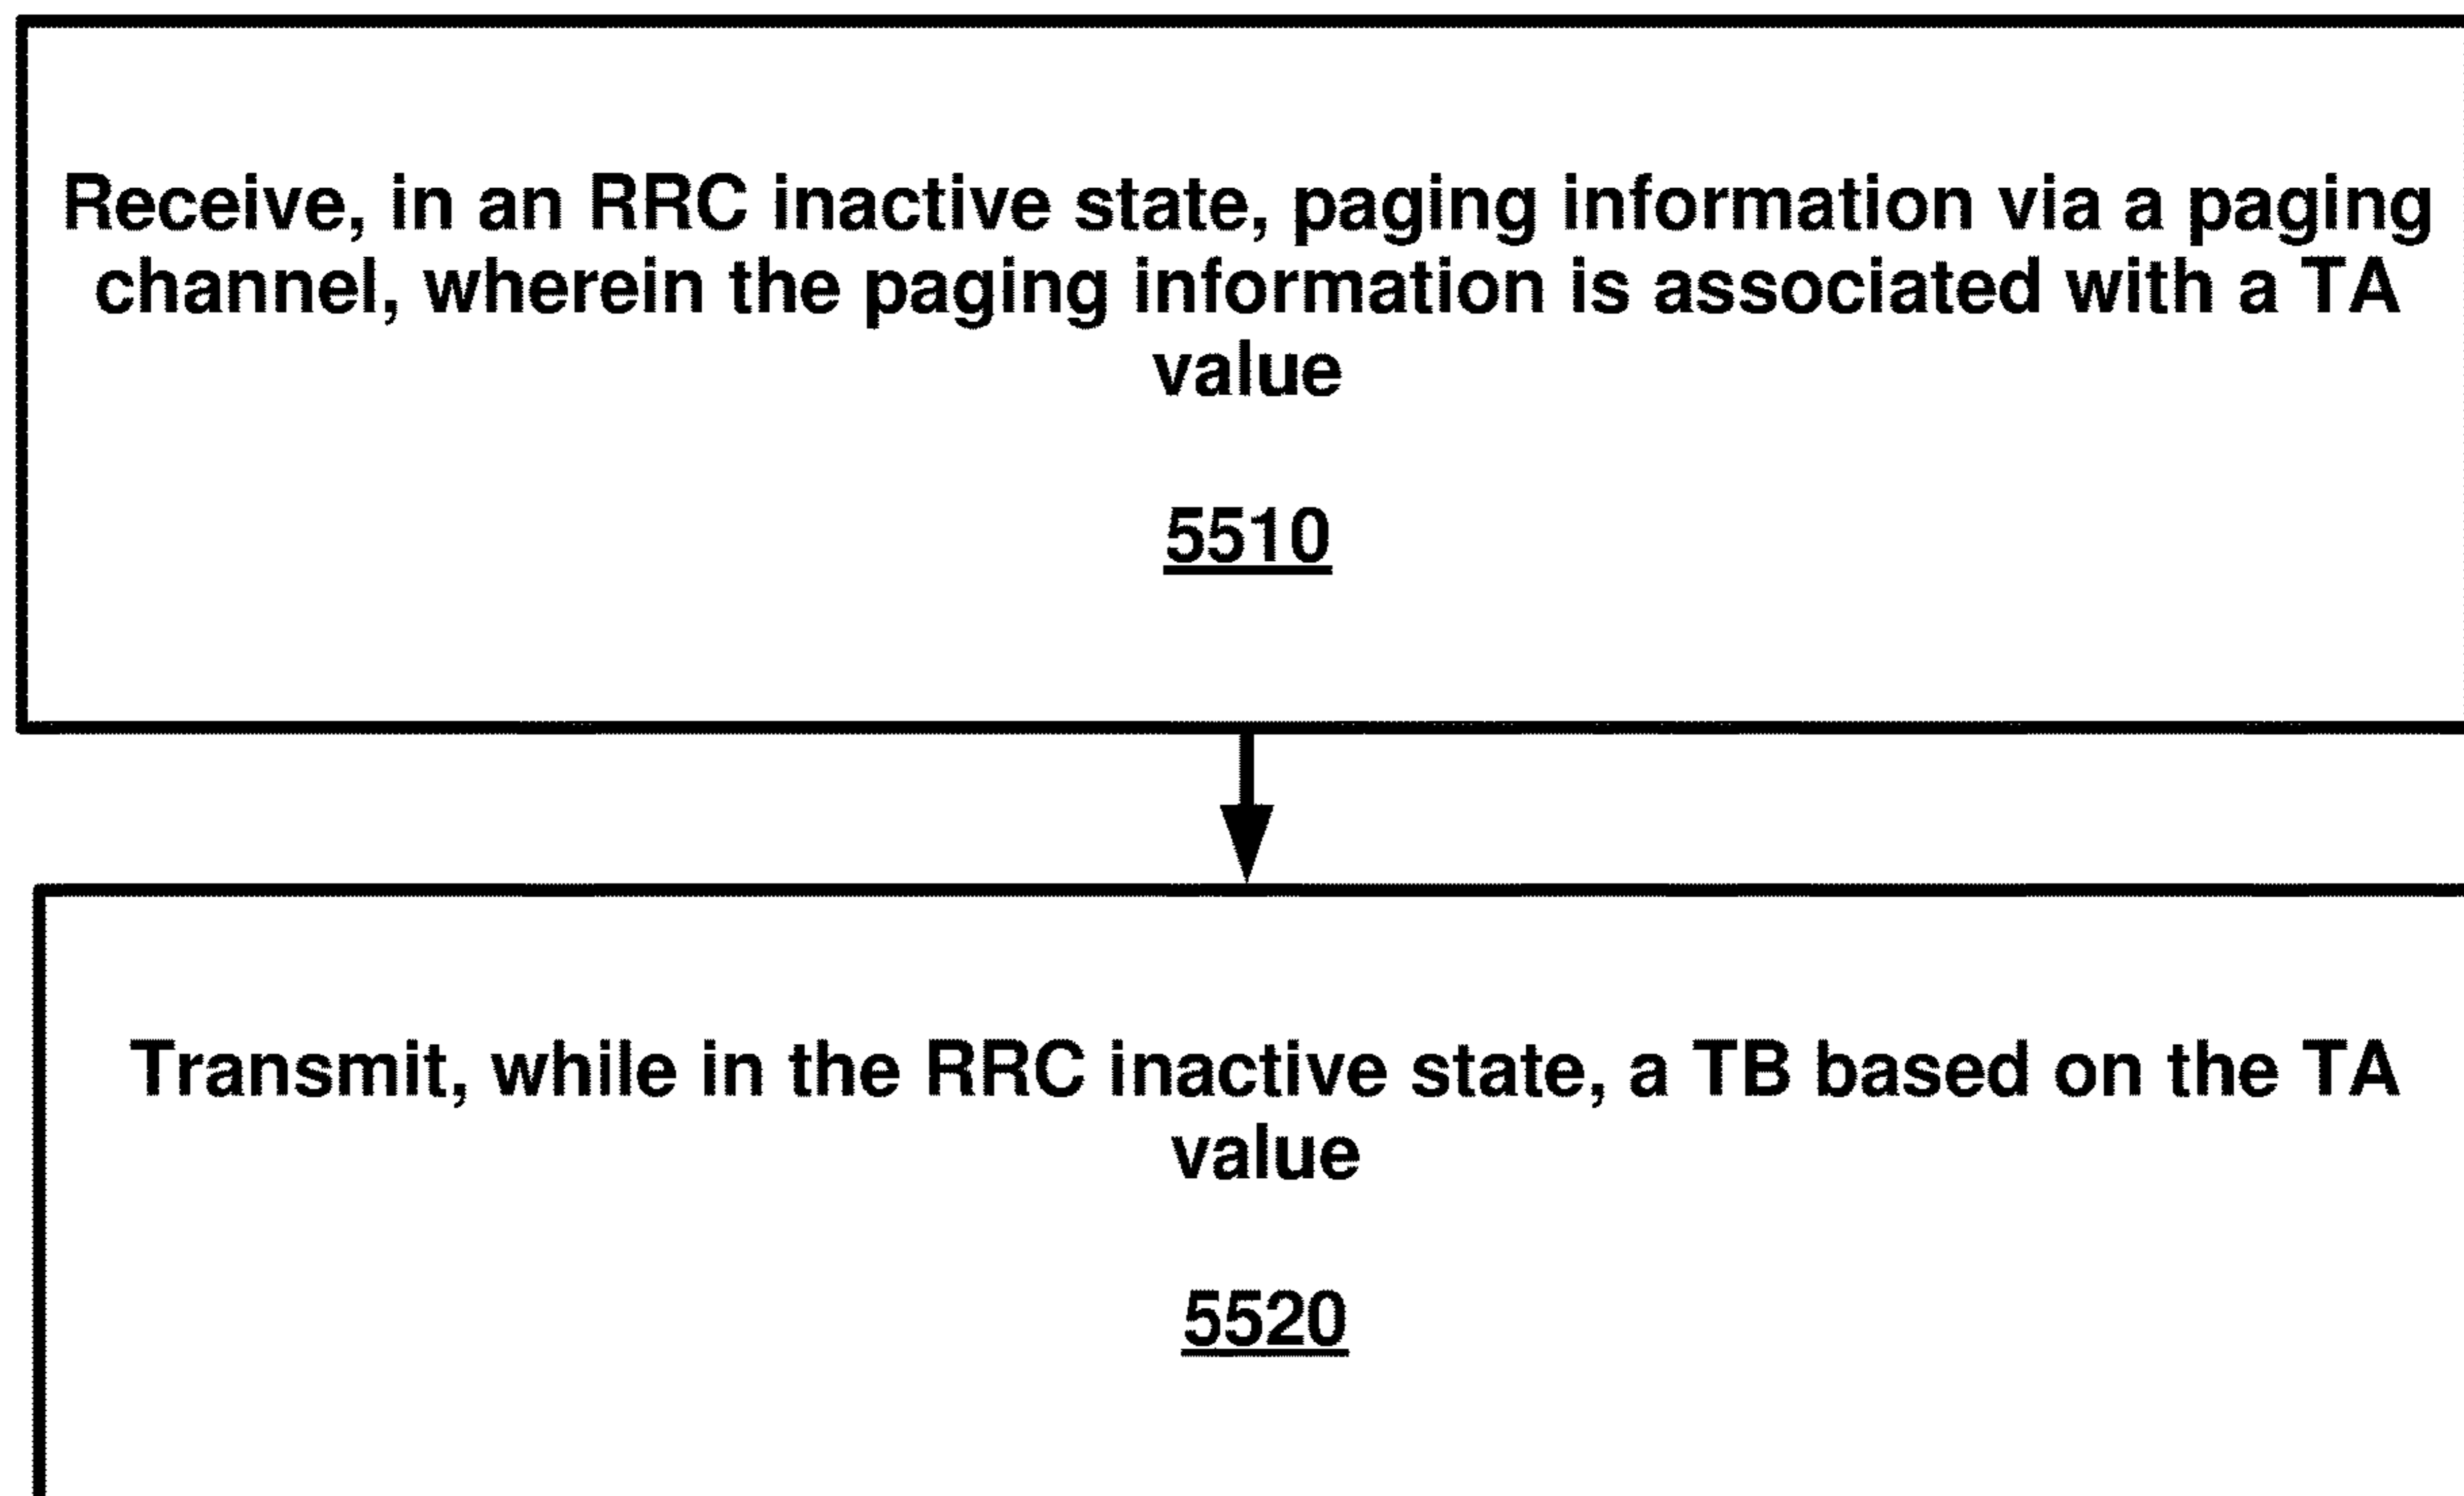 Receive, in an RRC inactive state, paging information via a paging
channel, wherein the paging information is associated with a TA
value
5510
Transmit, while in the RRC inactive state, a TB based on the TA
value
5520